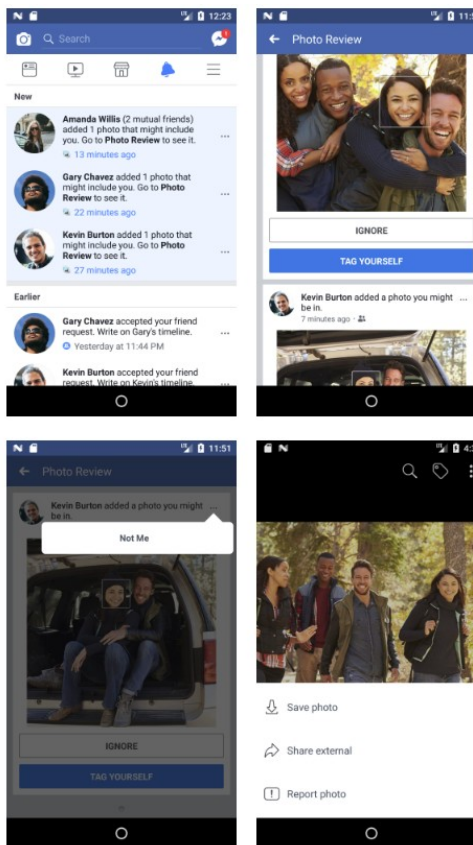 12:23
Search
New
Amanda Willis (2 mutual friends)
added 1 photo that might include
you. Go to Photo Review to see it.
13 minutes ago
Gary Chavez added 1 photo that
might include you. Go to Photo
Review to see it.
22 minutes ago
Kevin Burton added 1 photo that
might include you. Go to Photo
Review to see it.
27 minutes ago
Earlier
Gary Chavez accepted your friend
request. Write on Gary's timeline.
Yesterday at 11:44 PM
Kevin Burton accepted your friend
request. Write on Kevin's timeline.
Photo Review
IGNORE
TAG YOURSELF
Kevin Burton added a photo you might
be in.
7 minutes ago
11:51
Photo Review
Kevin Burton added a photo you might
be in.
Not Me
IGNORE
TAG YOURSELF
Save photo
Share external
Report photo